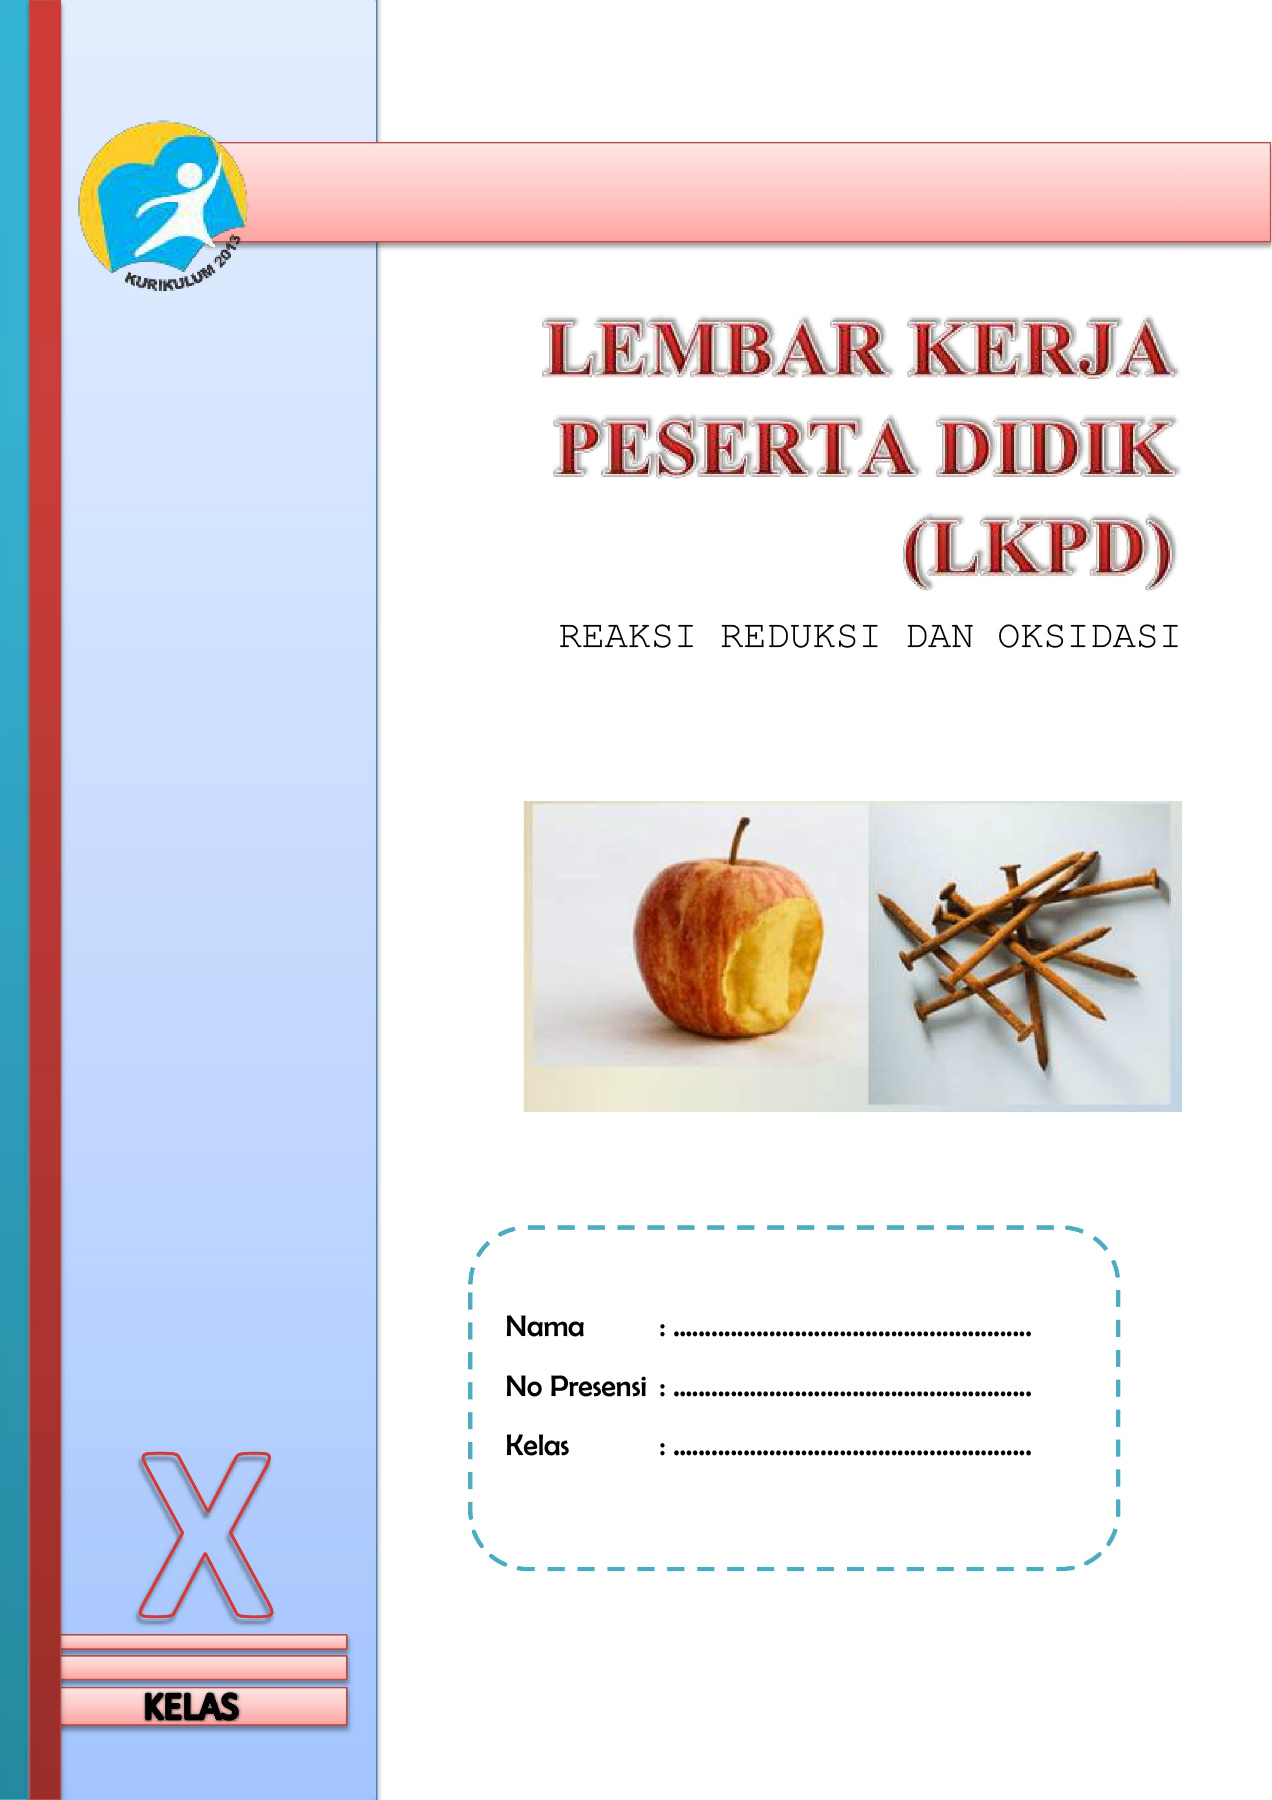 KURIKULUM 2013
LEMBAR KERJA
PESERTA DIDIK
(LKPD)
REAKSI REDUKSI DAN OKSIDASI
Nama : .........................................................
No Presensi : .........................................................
Kelas : .........................................................
X
KELAS